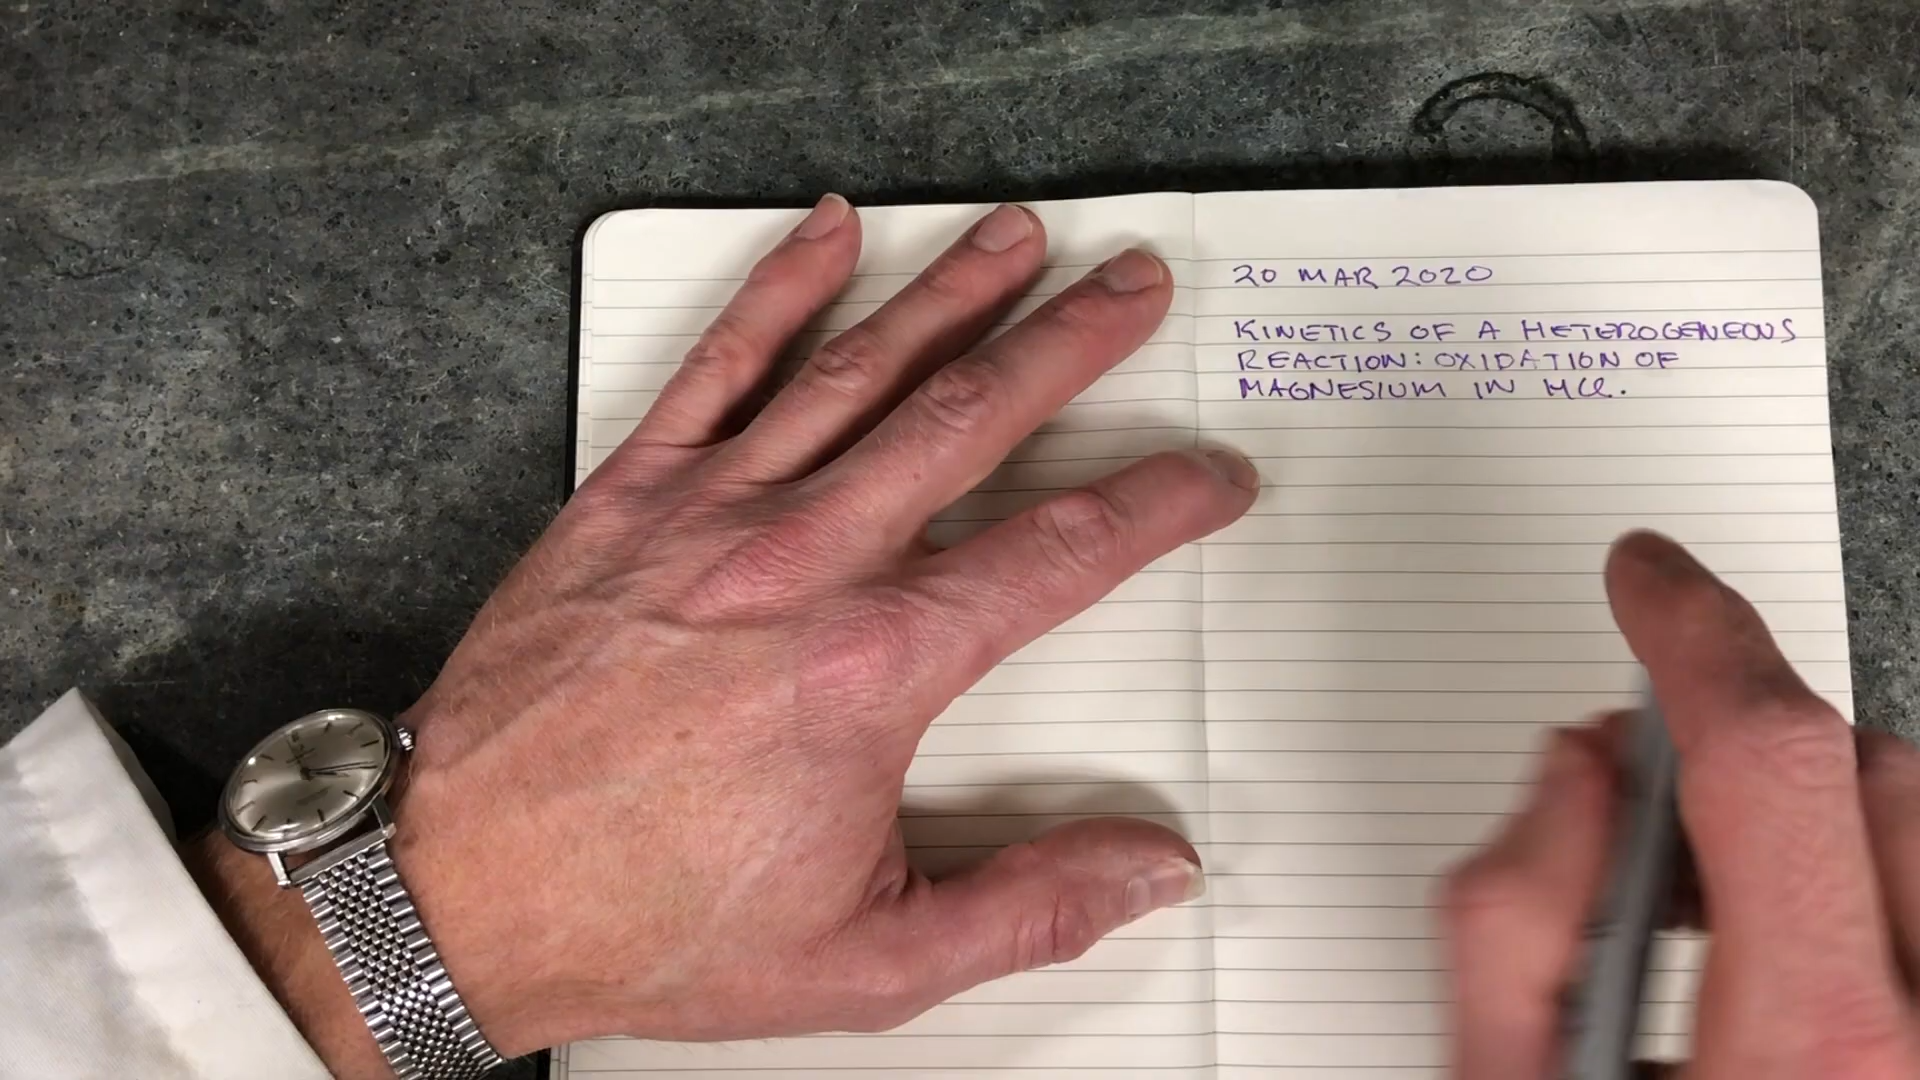 20 MAR 2020
KINETICS OF A HETEROGENEOUS
REACTION: OXIDATION OF
MAGNESIUM IN HCl.